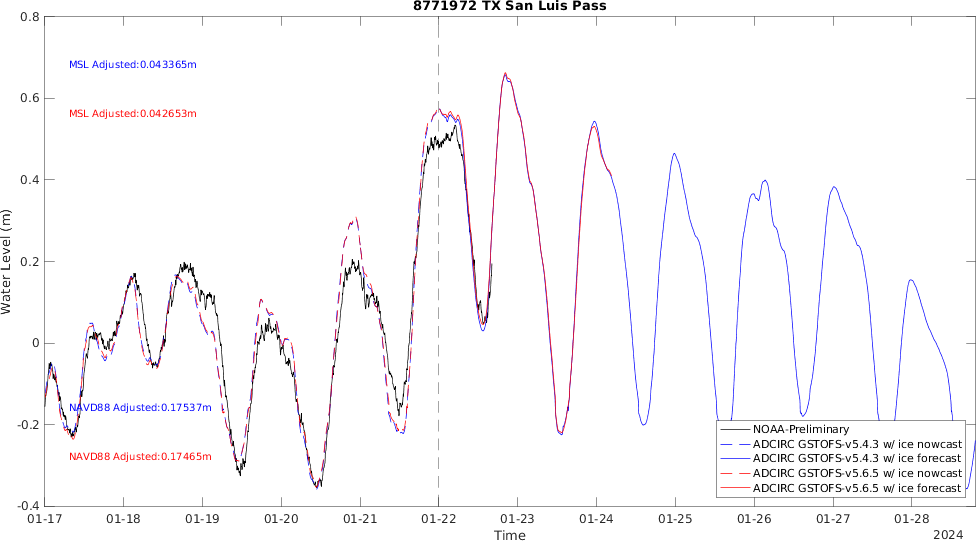 8771972 TX San Luis Pass
0.8
0.6
0.4
0.2
0
-0.2
-0.4
Water Level (m)
MSL Adjusted:0.043365m
MSL Adjusted:0.042653m
NAVD88 Adjusted:0.17537m
NAVD88 Adjusted:0.17465m
NOAA-Preliminary
ADCIRC GSTOFS-v5.4.3 w/ ice nowcast
ADCIRC GSTOFS-v5.4.3 w/ ice forecast
ADCIRC GSTOFS-v5.6.5 w/ ice nowcast
ADCIRC GSTOFS-v5.6.5 w/ ice forecast
01-17 01-18 01-19 01-20 01-21 01-22 01-23 01-24 01-25 01-26 01-27 01-28
Time
2024